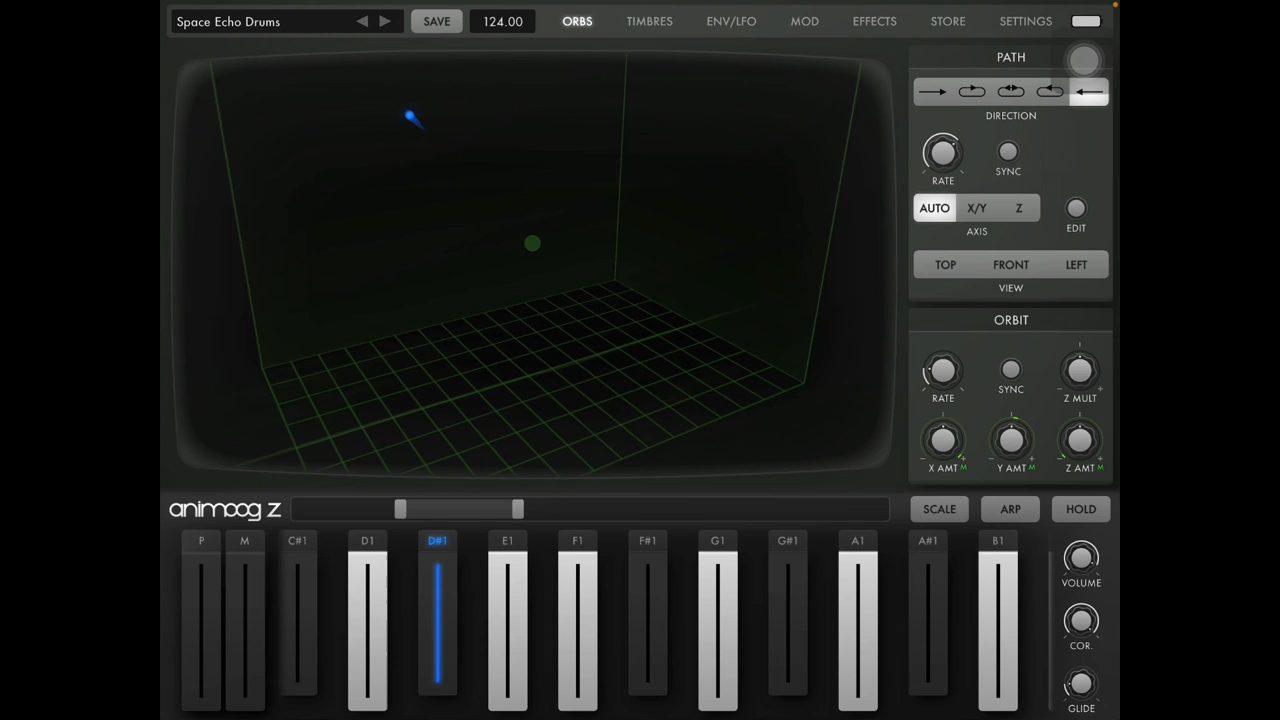 Space Echo Drums SAVE 124.00 ORBS TIMBRES ENV/LFO MOD EFFECTS STORE SETTINGS
PATH
DIRECTION
RATE SYNC
AUTO X/Y Z
AXIS EDIT
TOP FRONT LEFT
VIEW
ORBIT
RATE SYNC - Z MULT +
- X AMT M + - Y AMT M + - Z AMT M +
animoog Z SCALE ARP HOLD
P M C#1 D1 D#1 E1 F1 F#1 G1 G#1 A1 A#1 B1
VOLUME
COR.
GLIDE